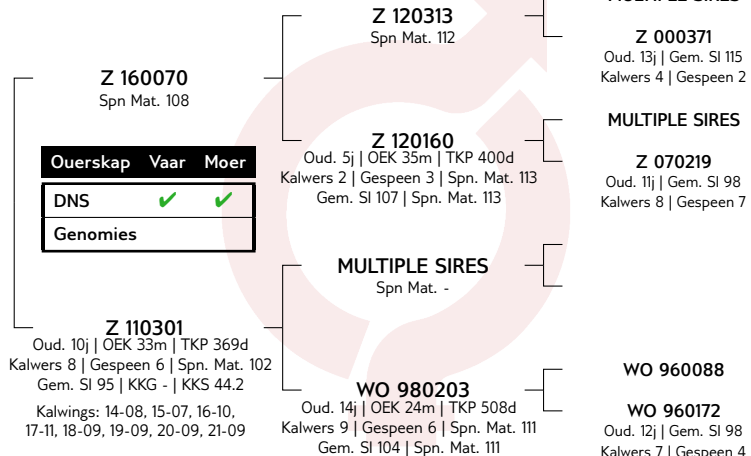 Z 120313
Spn Mat. 112
Z 000371
Oud. 13j | Gem. SI 115
Kalwers 4 | Gespeen 2
Z 160070
Spn Mat. 108
MULTIPLE SIRES
Z 120160
Oud. 5j | OEK 35m | TKP 400d
Kalwers 2 | Gespeen 3 | Spn. Mat. 113
Gem. SI 107 | Spn. Mat. 113
Z 070219
Oud. 11j | Gem. SI 98
Kalwers 8 | Gespeen 7
Ouerskap Vaar Moer
DNS ✔ ✔
Genomies
MULTIPLE SIRES
Spn Mat. -
Z 110301
Oud. 10j | OEK 33m | TKP 369d
Kalwers 8 | Gespeen 6 | Spn. Mat. 102
Gem. SI 95 | KKG - | KKS 44.2
Kalwings: 14-08, 15-07, 16-10,
17-11, 18-09, 19-09, 20-09, 21-09
WO 960088
WO 980203
Oud. 14j | OEK 24m | TKP 508d
Kalwers 9 | Gespeen 6 | Spn. Mat. 111
Gem. SI 104 | Spn. Mat. 111
WO 960172
Oud. 12j | Gem. SI 98
Kalwers 7 | Gespeen 4